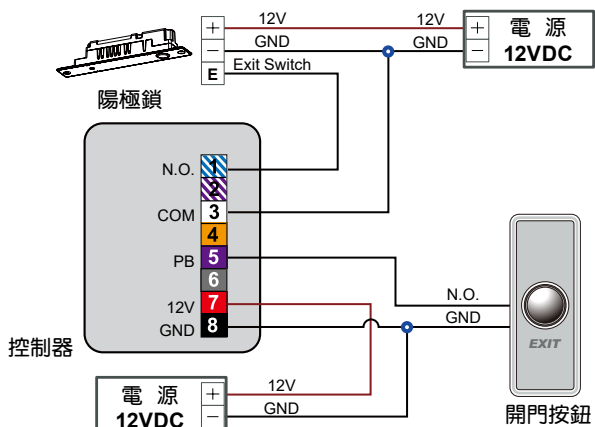 12V
12V
+
+
電 源
GND
GND
−
−
12VDC
E
Exit Switch
陽極鎖
N.O.
1
2
COM
3
4
PB
5
6
12V
7
GND
8
控制器
N.O.
GND
EXIT
開門按鈕
電 源
+
12V
12VDC
−
GND